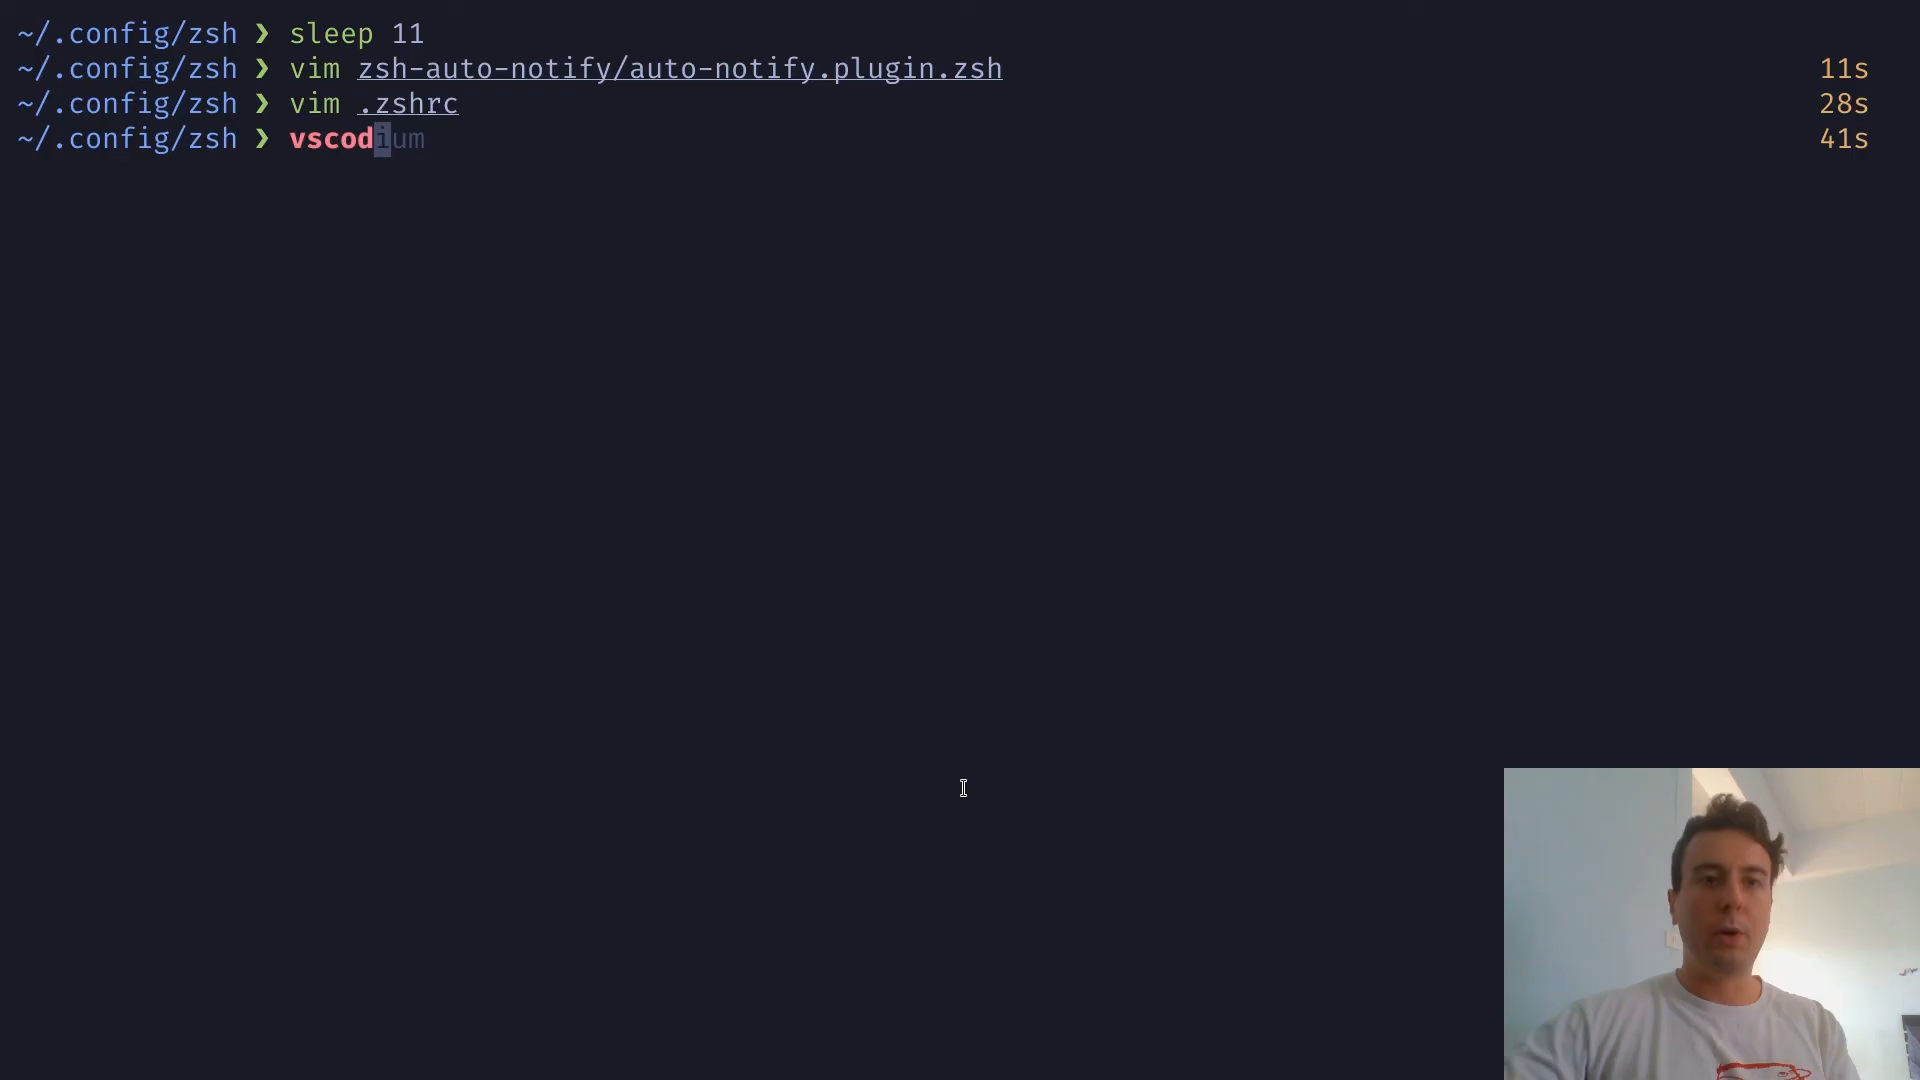 ~/.config/zsh ❯ sleep 11
~/.config/zsh ❯ vim zsh-auto-notify/auto-notify.plugin.zsh 11s
~/.config/zsh ❯ vim .zshrc 28s
~/.config/zsh ❯ vscodium 41s